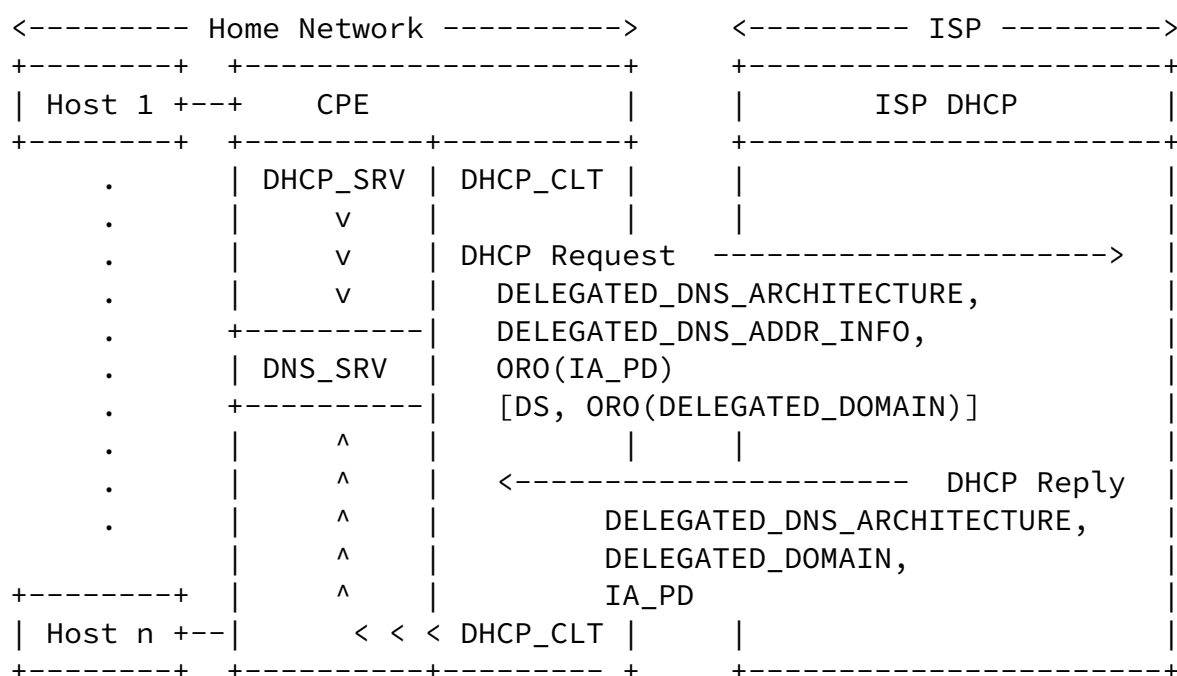 <--------- Home Network ----------> <--------- ISP --------->
+--------+ +---------------------+ +-----------------------+
| Host 1 +--+ CPE | | ISP DHCP |
+--------+ +----------+----------+ +-----------------------+
. | DHCP_SRV | DHCP_CLT | | |
. | v | | | |
. | v | DHCP Request ----------------------> |
. | v | DELEGATED_DNS_ARCHITECTURE, |
. +----------| DELEGATED_DNS_ADDR_INFO, |
. | DNS_SRV | ORO(IA_PD) |
. +----------| [DS, ORO(DELEGATED_DOMAIN)] |
. | ^ | | | |
. | ^ | <---------------------- DHCP Reply |
. | ^ | DELEGATED_DNS_ARCHITECTURE, |
| ^ | DELEGATED_DOMAIN, |
+--------+ | ^ | IA_PD |
| Host n +--| < < < DHCP_CLT | | |
+--------+ +----------+--------- + +-----------------------+